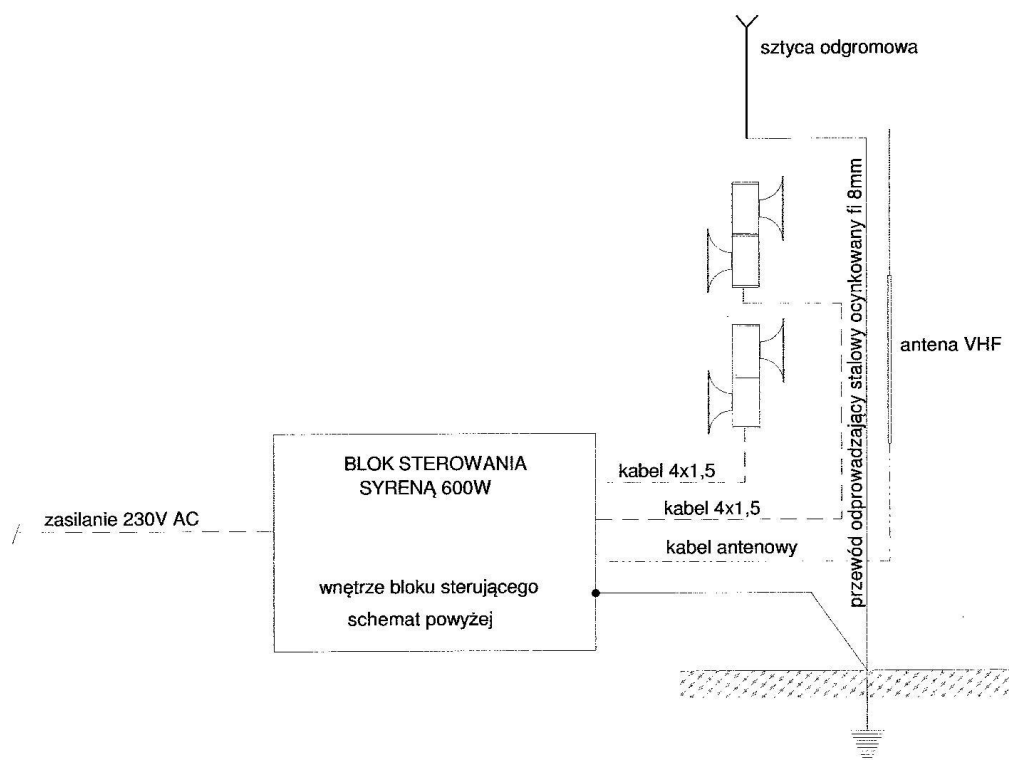 sztyca odgromowa
przewód odprowadzający stalowy ocynkowany fi 8mm
antena VHF
BLOK STEROWANIA
SYRENĄ 600W
kabel 4x1,5
zasilanie 230V AC
kabel 4x1,5
kabel antenowy
wnętrze bloku sterującego
schemat powyżej